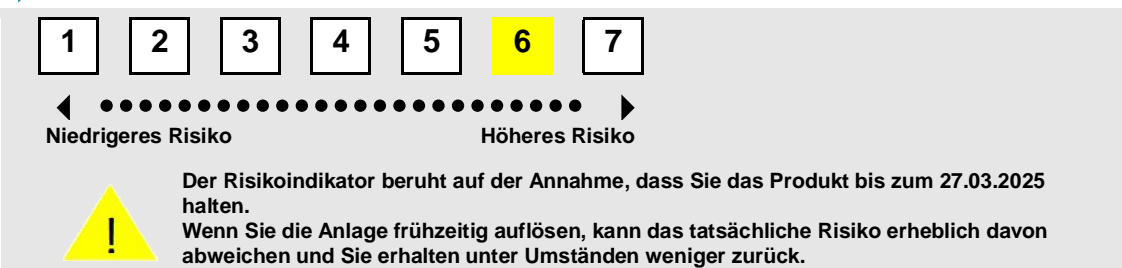 1 2 3 4 5 6 7
Niedrigeres Risiko Höheres Risiko
Der Risikoindikator beruht auf der Annahme, dass Sie das Produkt bis zum 27.03.2025
halten.
Wenn Sie die Anlage frühzeitig auflösen, kann das tatsächliche Risiko erheblich davon
abweichen und Sie erhalten unter Umständen weniger zurück.
!